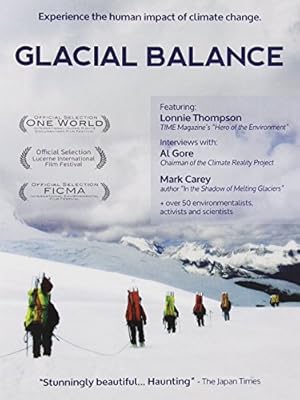 Experience the human impact of climate change.
GLACIAL BALANCE
OFFICIAL SELECTION
ONE WORLD
Official Selection
Lucerne International
Film Festival
OFFICIAL SELECTION
FICMA
Featuring:
Lonnie Thompson
TIME Magazine's "Hero of the Environment"
Interviews with:
Al Gore
Chairman of the Climate Reality Project
Mark Carey
author "In the Shadow of Melting Glaciers"
+ over 50 environmentalists,
activists and scientists
"Stunningly beautiful... Haunting" - The Japan Times